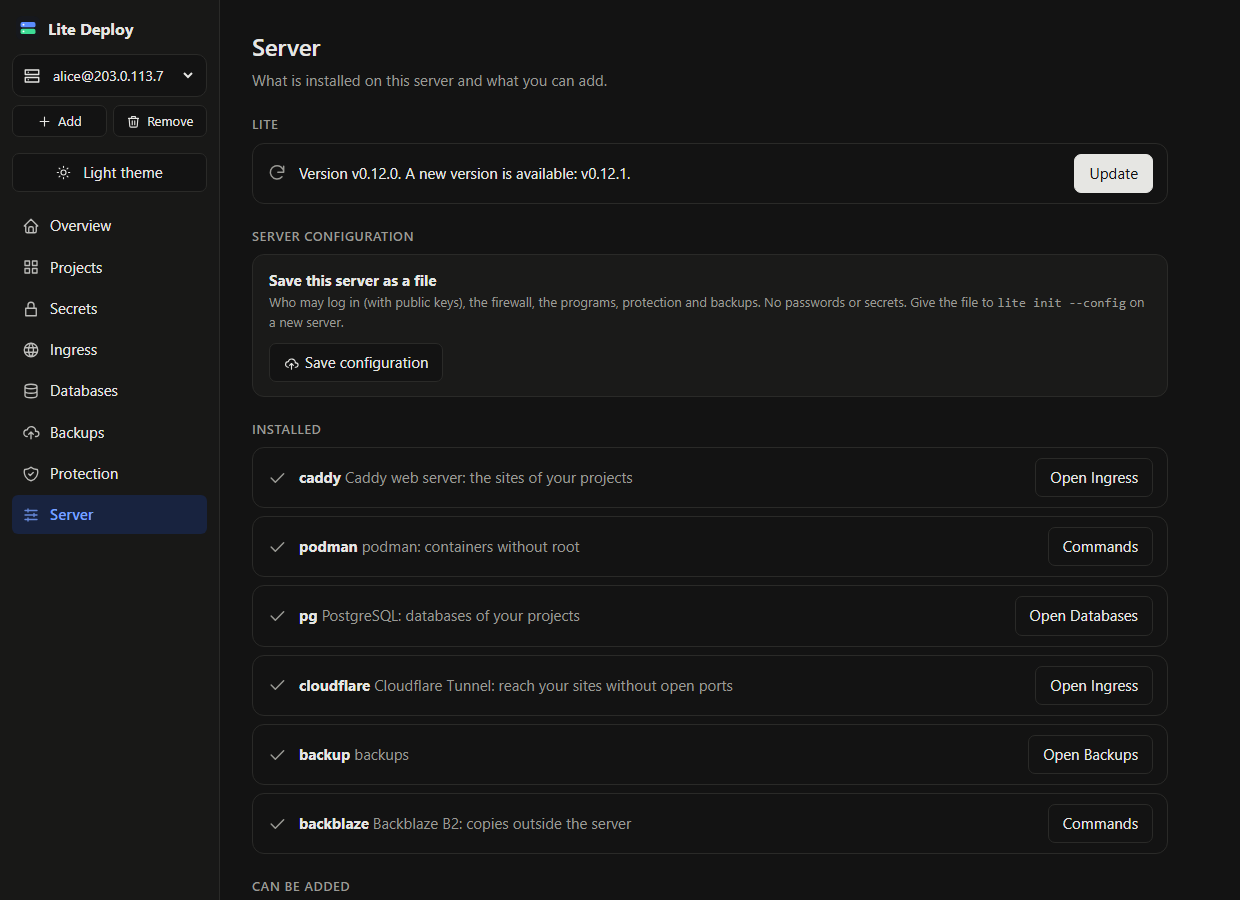 Lite Deploy
alice@203.0.113.7
Add
Remove
Light theme
Overview
Projects
Secrets
Ingress
Databases
Backups
Protection
Server
Server
What is installed on this server and what you can add.
LITE
Version v0.12.0. A new version is available: v0.12.1.
Update
SERVER CONFIGURATION
Save this server as a file
Who may log in (with public keys), the firewall, the programs, protection and backups. No passwords or secrets. Give the file to lite init --config on
a new server.
Save configuration
INSTALLED
caddy Caddy web server: the sites of your projects
Open Ingress
podman podman: containers without root
Commands
pg PostgreSQL: databases of your projects
Open Databases
cloudflare Cloudflare Tunnel: reach your sites without open ports
Open Ingress
backup backups
Open Backups
backblaze Backblaze B2: copies outside the server
Commands
CAN BE ADDED